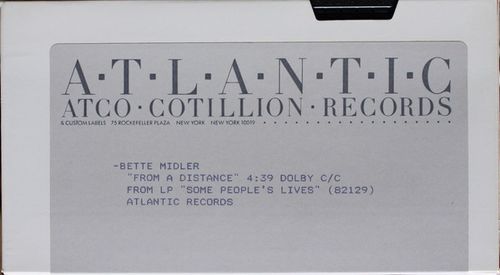 A·T·L·A·N·T·I·C
ATCO·COTILLION·RECORDS
& CUSTOM LABELS 75 ROCKEFELLER PLAZA NEW YORK NEW YORK 10019
-BETTE MIDLER
"FROM A DISTANCE" 4:39 DOLBY C/C
FROM LP "SOME PEOPLE'S LIVES" (82129)
ATLANTIC RECORDS